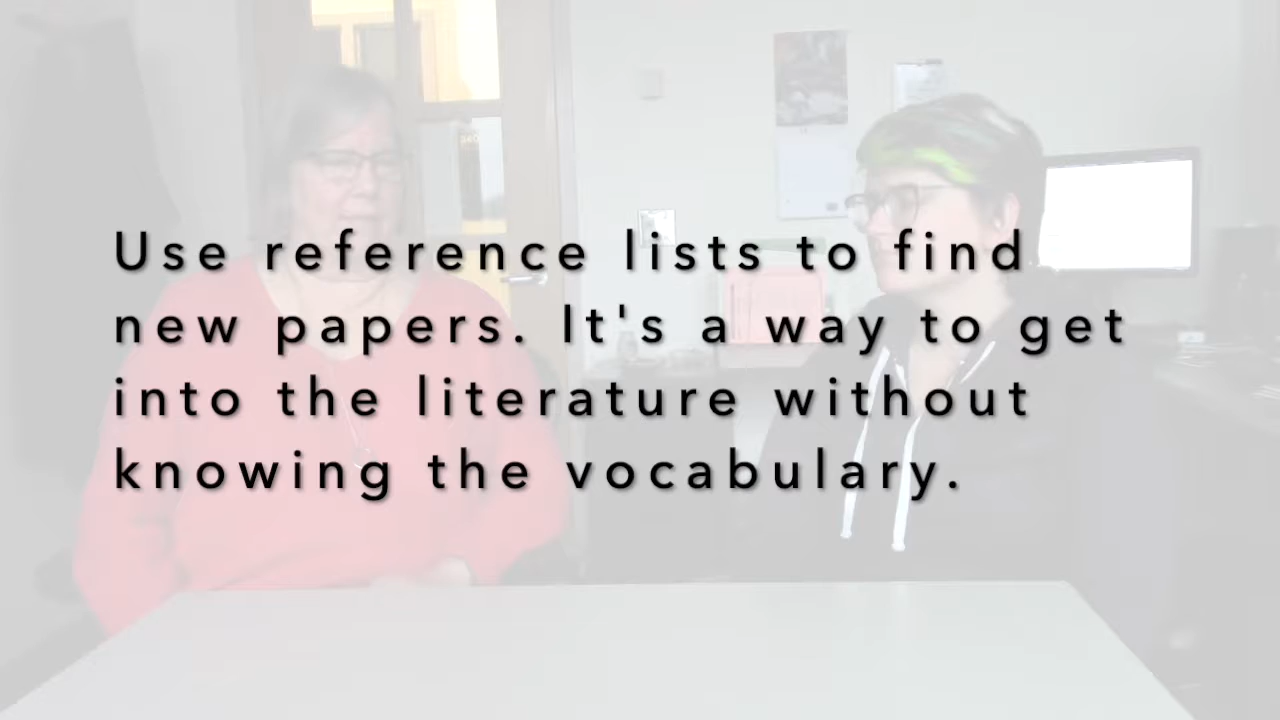 Use reference lists to find
new papers. It's a way to get
into the literature without
knowing the vocabulary.